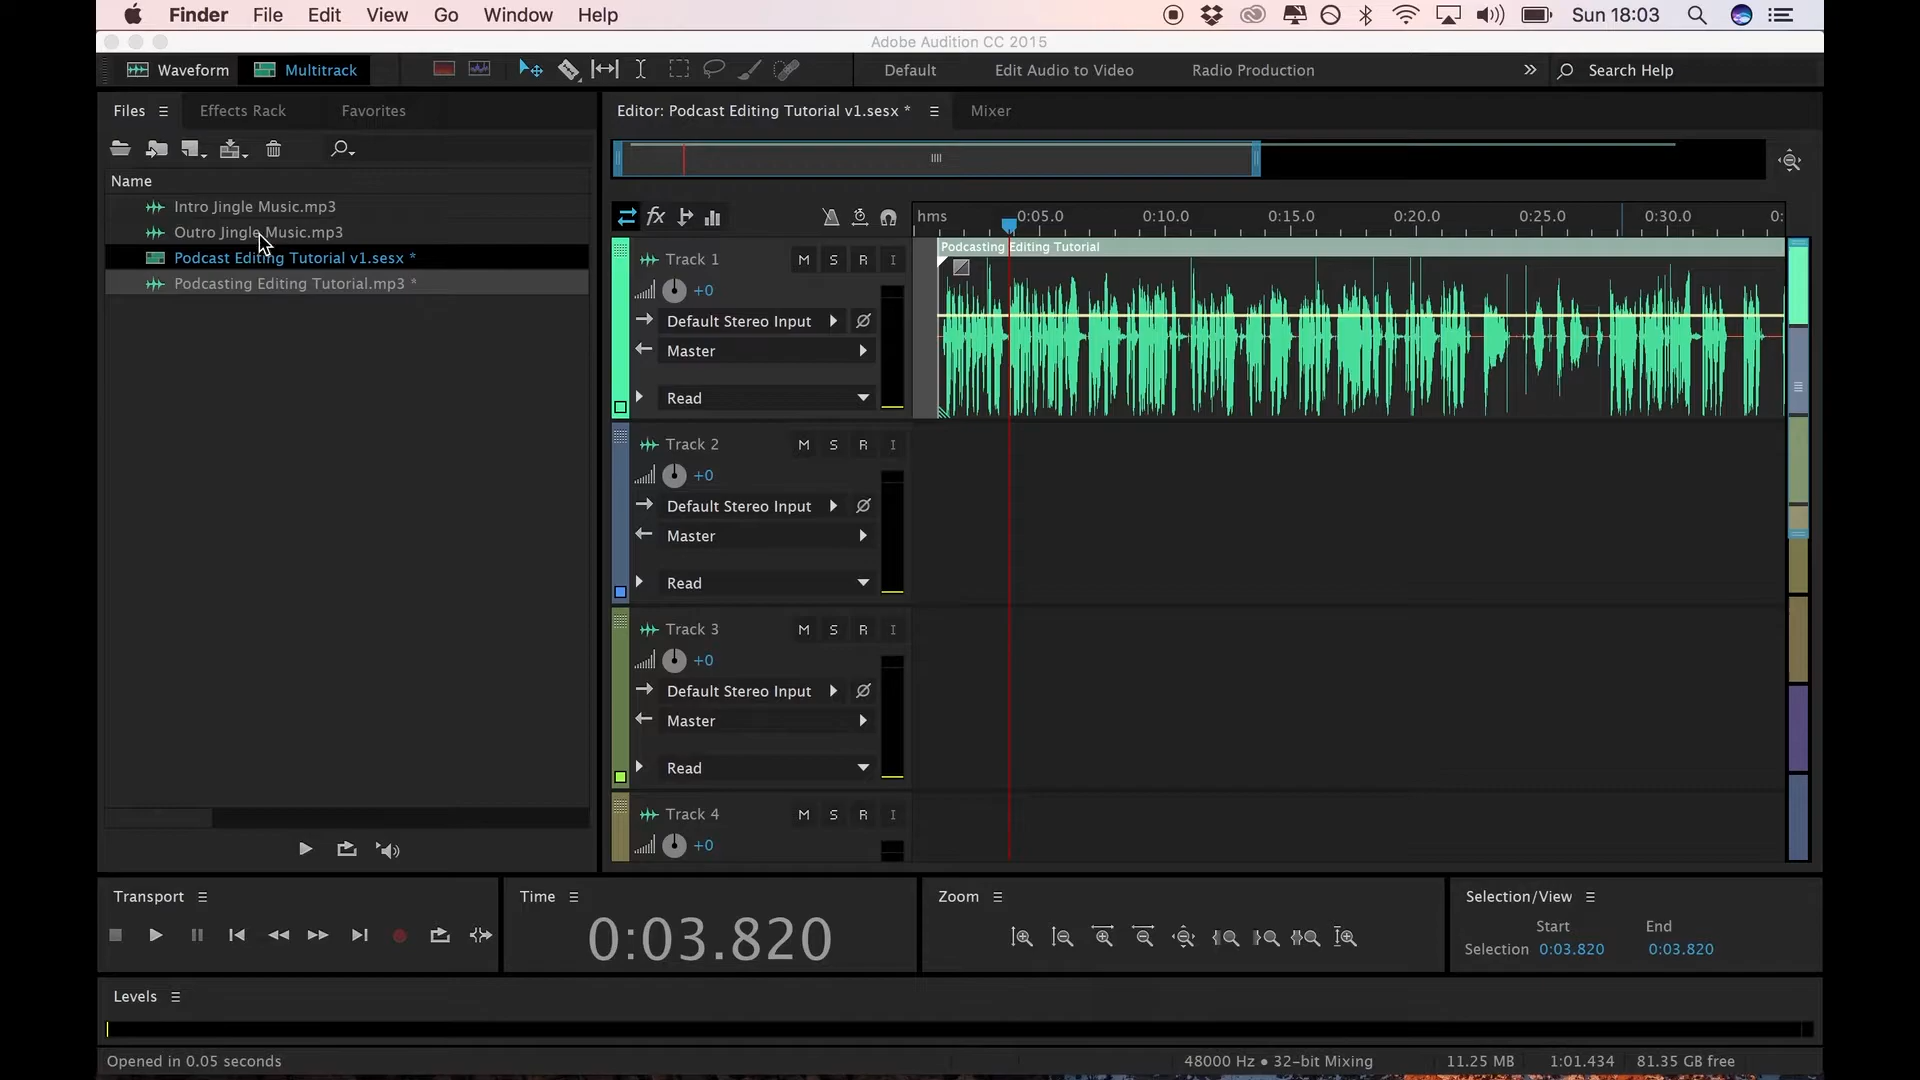 Finder File Edit View Go Window Help Sun 18:03
Adobe Audition CC 2015
Waveform Multitrack Default Edit Audio to Video Radio Production Search Help
Files Effects Rack Favorites
Editor: Podcast Editing Tutorial v1.sesx * Mixer
Name
Intro Jingle Music.mp3
Outro Jingle Music.mp3
Podcast Editing Tutorial v1.sesx *
Podcasting Editing Tutorial.mp3 *
fx
hms 0:05.0 0:10.0 0:15.0 0:20.0 0:25.0 0:30.0 0:
Podcasting Editing Tutorial
Track 1 M S R I
+0
Default Stereo Input
Master
Read
Track 2 M S R I
+0
Default Stereo Input
Master
Read
Track 3 M S R I
+0
Default Stereo Input
Master
Read
Track 4 M S R I
+0
Transport
Time
0:03.820
Zoom
Selection/View
Start End
Selection 0:03.820 0:03.820
Levels
Opened in 0.05 seconds 48000 Hz • 32-bit Mixing 11.25 MB 1:01.434 81.35 GB free